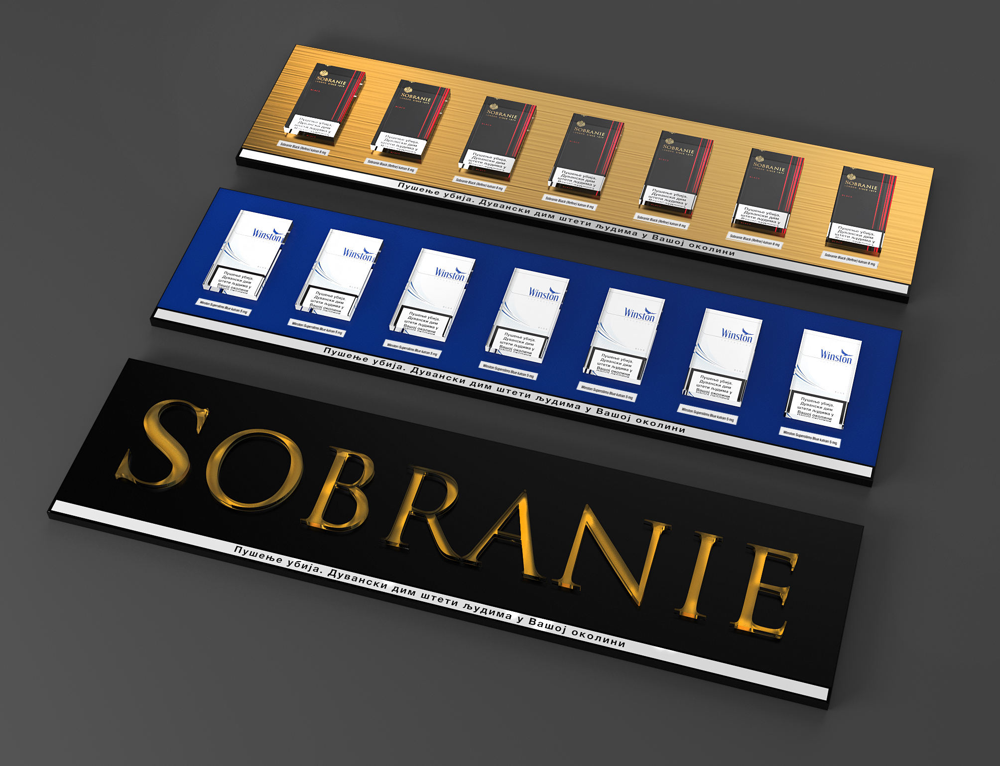 SOBRANIE
LONDON · SINCE 1879
BLACK
Пушење убија.
Дувански дим
штети људима у
Sobranie Black (Refine) katran 8 mg
SOBRANIE
LONDON · SINCE 1879
BLACK
Пушење убија.
Дувански дим
штети људима у
Sobranie Black (Refine) katran 8 mg
SOBRANIE
LONDON · SINCE 1879
BLACK
Пушење убија.
Дувански дим
штети људима у
Sobranie Black (Refine) katran 8 mg
SOBRANIE
LONDON · SINCE 1879
BLACK
Пушење убија.
Дувански дим
штети људима у
Sobranie Black (Refine) katran 8 mg
SOBRANIE
LONDON · SINCE 1879
BLACK
Пушење убија.
Дувански дим
штети људима у
Sobranie Black (Refine) katran 8 mg
SOBRANIE
LONDON · SINCE 1879
BLACK
Пушење убија.
Дувански дим
штети људима у
Sobranie Black (Refine) katran 8 mg
SOBRANIE
LONDON · SINCE 1879
BLACK
Пушење убија.
Дувански дим
штети људима у
Sobranie Black (Refine) katran 8 mg
Пушење убија. Дувански дим штети људима у Вашој околини
Winston
BLUE
Пушење убија.
Дувански дим
штети људима у
Вашој околини
Winston Superslims Blue katran 5 mg
Winston
BLUE
Пушење убија.
Дувански дим
штети људима у
Вашој околини
Winston Superslims Blue katran 5 mg
Winston
BLUE
Пушење убија.
Дувански дим
штети људима у
Вашој околини
Winston Superslims Blue katran 5 mg
Winston
BLUE
Пушење убија.
Дувански дим
штети људима у
Вашој околини
Winston Superslims Blue katran 5 mg
Winston
BLUE
Пушење убија.
Дувански дим
штети људима у
Вашој околини
Winston Superslims Blue katran 5 mg
Winston
BLUE
Пушење убија.
Дувански дим
штети људима у
Вашој околини
Winston Superslims Blue katran 5 mg
Winston
BLUE
Пушење убија.
Дувански дим
штети људима у
Вашој околини
Winston Superslims Blue katran 5 mg
Пушење убија. Дувански дим штети људима у Вашој околини
SOBRANIE
Пушење убија. Дувански дим штети људима у Вашој околини